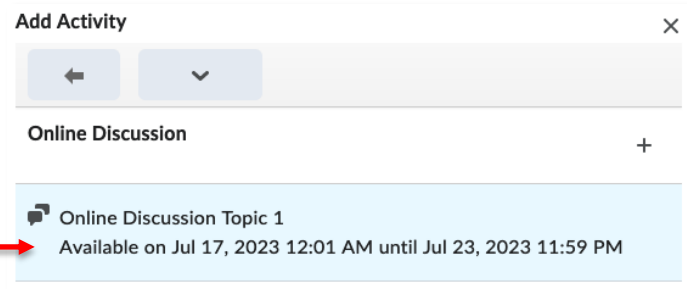 Add Activity
Online Discussion
Online Discussion Topic 1
Available on Jul 17, 2023 12:01 AM until Jul 23, 2023 11:59 PM